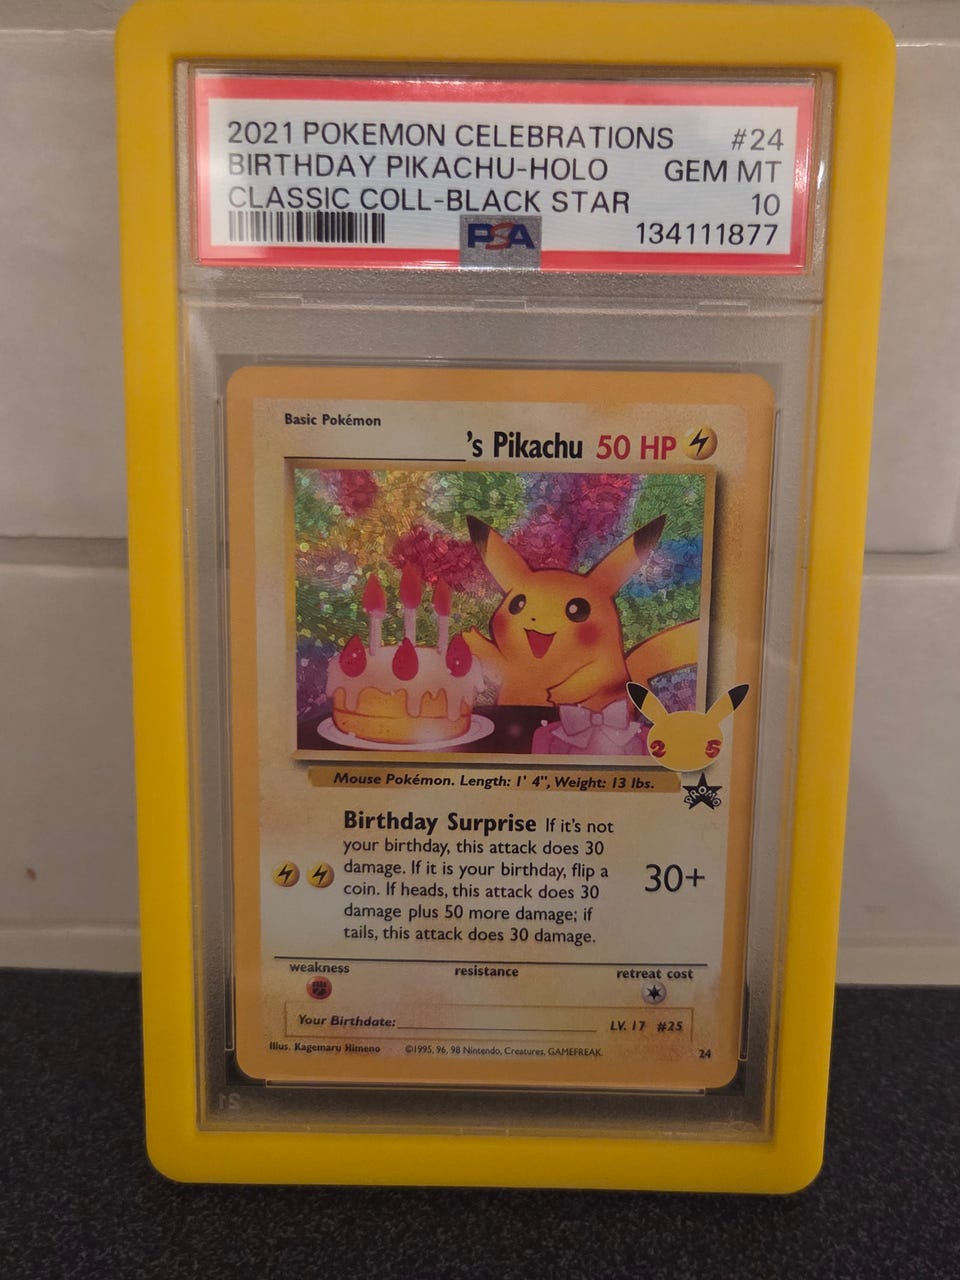 2021 POKEMON CELEBRATIONS #24
BIRTHDAY PIKACHU-HOLO GEM MT
CLASSIC COLL-BLACK STAR 10
PSA 134111877
Basic Pokémon
's Pikachu 50 HP
2 5
PROMO
Mouse Pokémon. Length: 1' 4", Weight: 13 lbs.
Birthday Surprise If it's not
your birthday, this attack does 30
damage. If it is your birthday, flip a
coin. If heads, this attack does 30
damage plus 50 more damage; if
tails, this attack does 30 damage.
30+
weakness resistance retreat cost
Your Birthdate: LV. 17 #25
Illus. Kagemaru Himeno ©1995, 96, 98 Nintendo, Creatures, GAMEFREAK. 24